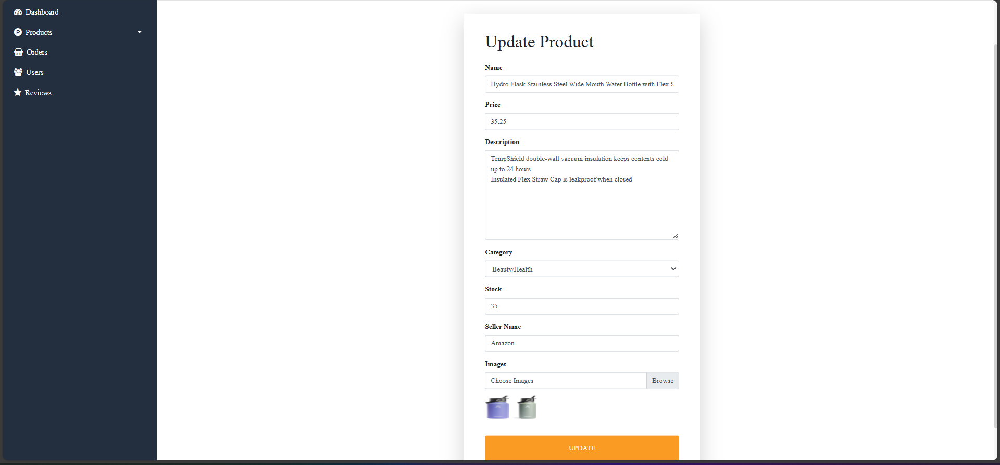 Dashboard
Products
Orders
Users
Reviews
Update Product
Name
Hydro Flask Stainless Steel Wide Mouth Water Bottle with Flex S
Price
35.25
Description
TempShield double-wall vacuum insulation keeps contents cold
up to 24 hours
Insulated Flex Straw Cap is leakproof when closed
Category
Beauty/Health
Stock
35
Seller Name
Amazon
Images
Choose Images
Browse
UPDATE